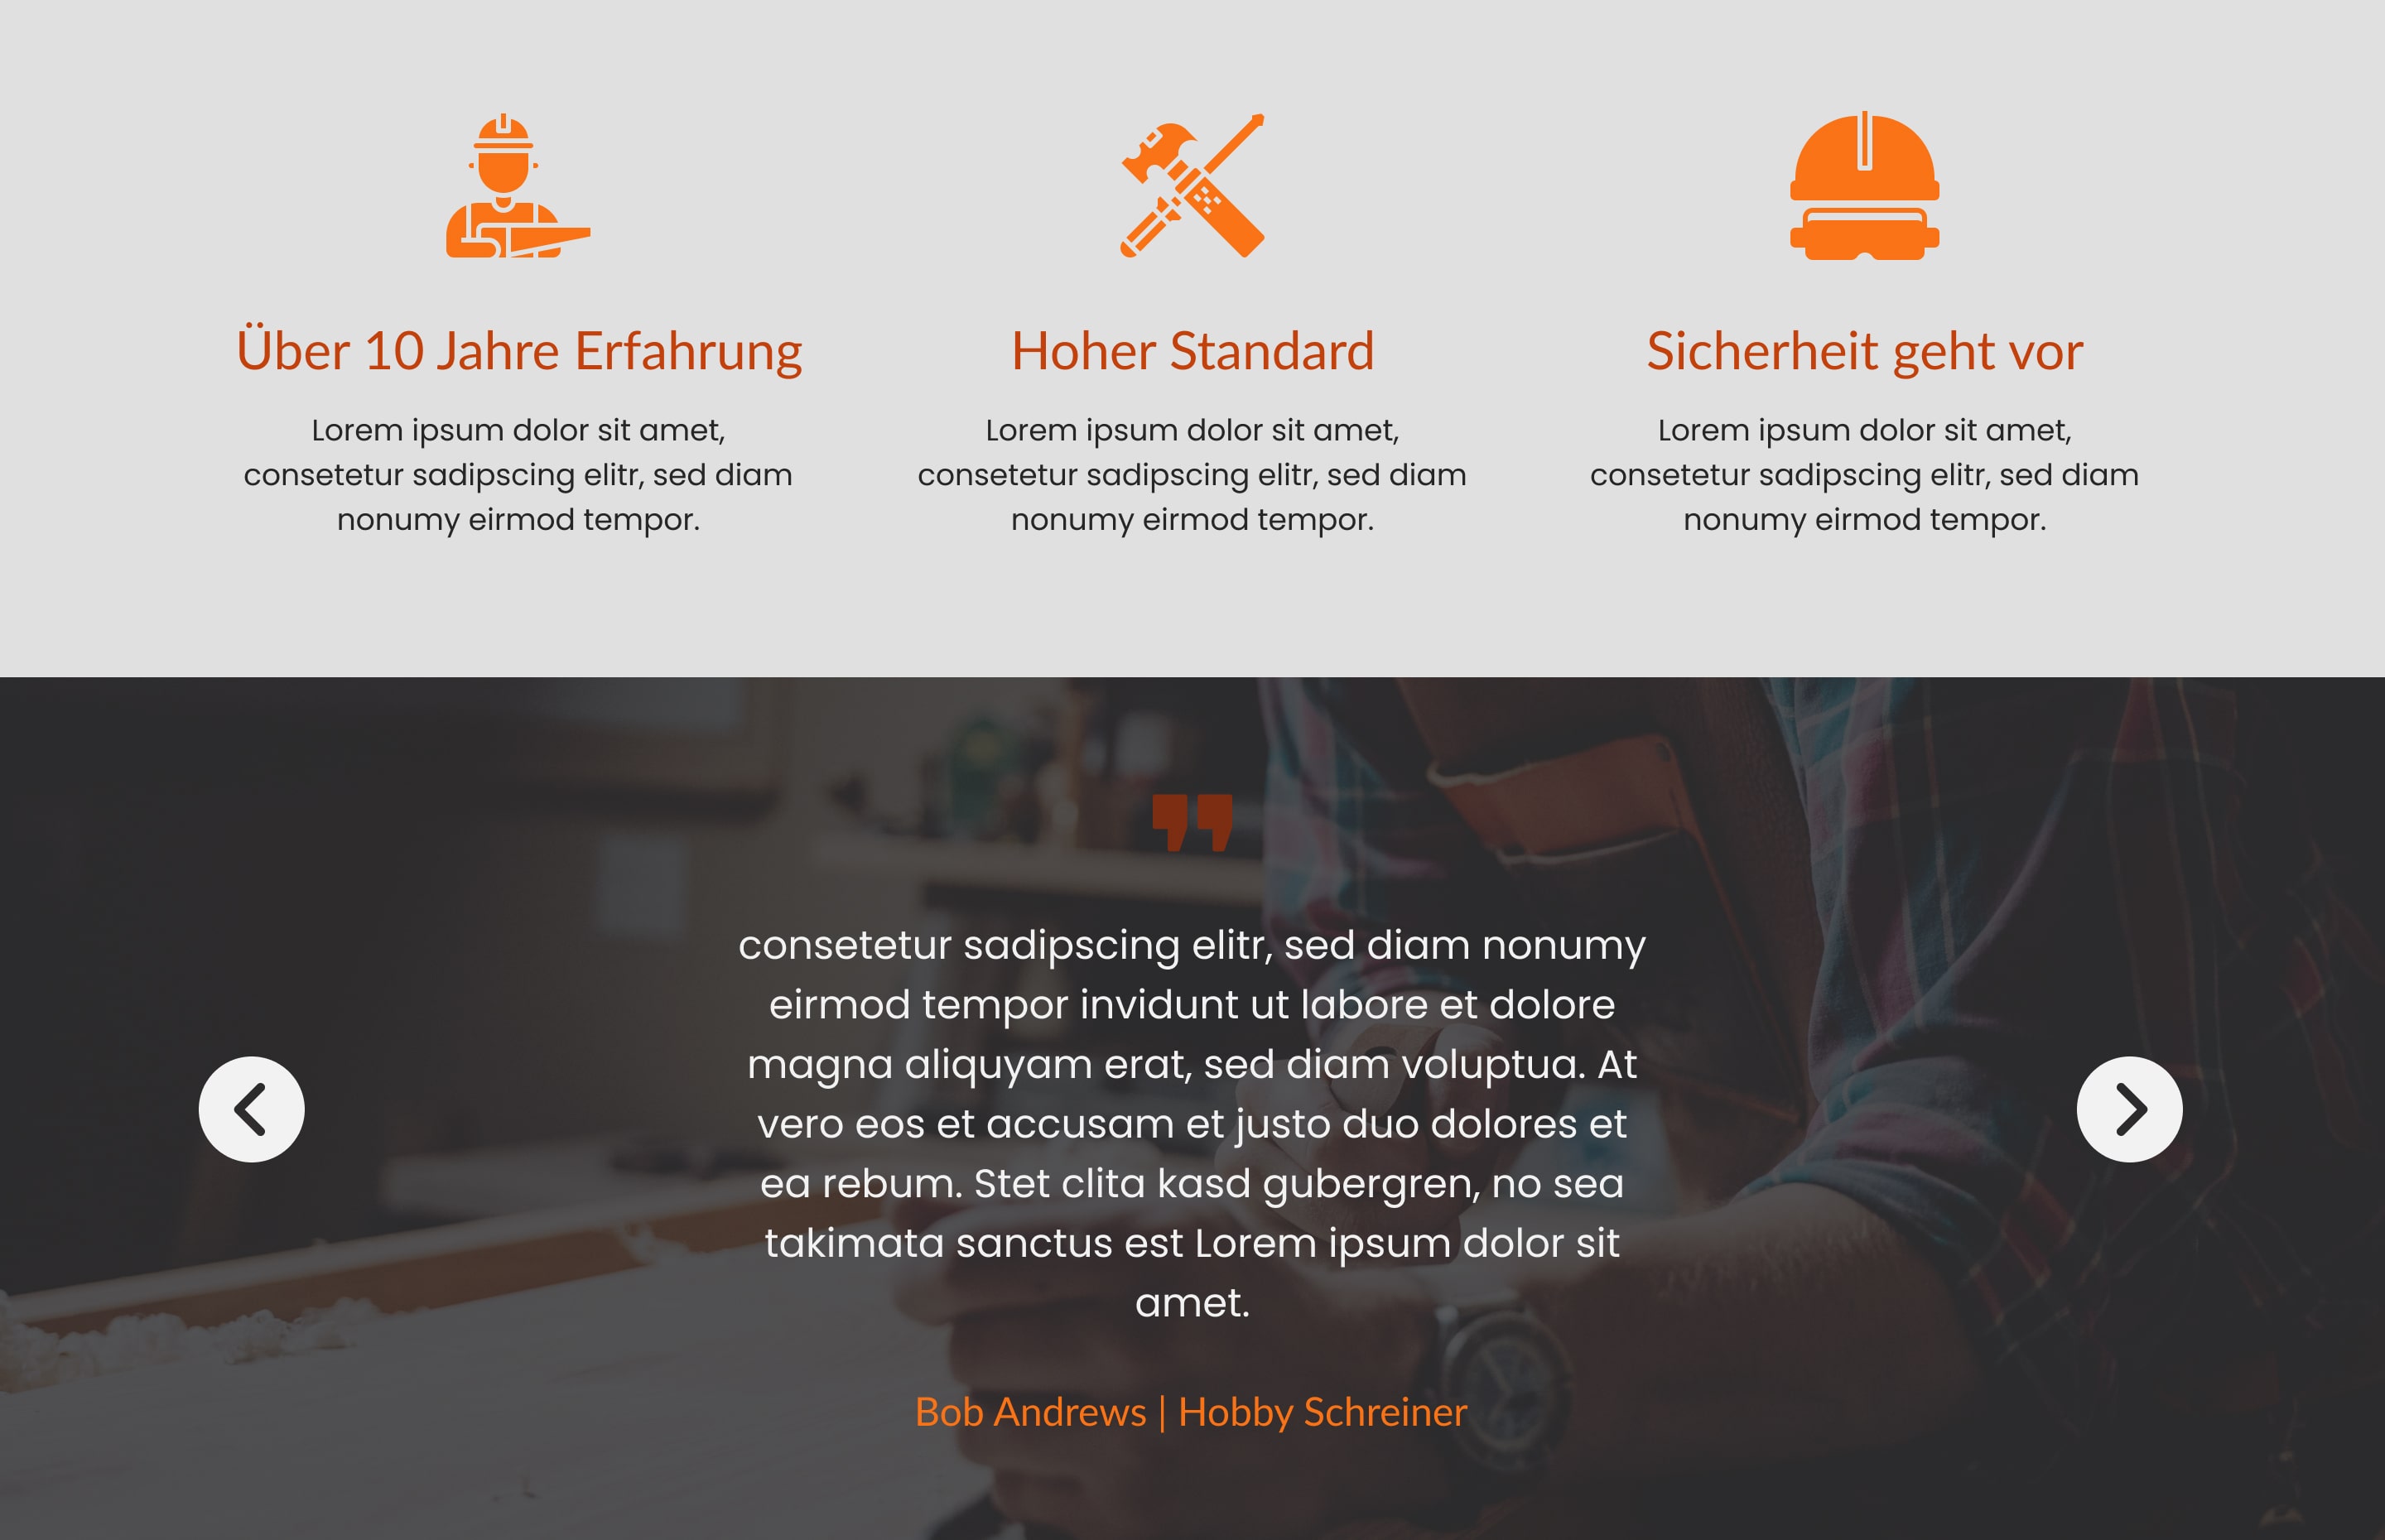 Über 10 Jahre Erfahrung
Lorem ipsum dolor sit amet,
consetetur sadipscing elitr, sed diam
nonumy eirmod tempor.
Hoher Standard
Lorem ipsum dolor sit amet,
consetetur sadipscing elitr, sed diam
nonumy eirmod tempor.
Sicherheit geht vor
Lorem ipsum dolor sit amet,
consetetur sadipscing elitr, sed diam
nonumy eirmod tempor.
consetetur sadipscing elitr, sed diam nonumy
eirmod tempor invidunt ut labore et dolore
magna aliquyam erat, sed diam voluptua. At
vero eos et accusam et justo duo dolores et
ea rebum. Stet clita kasd gubergren, no sea
takimata sanctus est Lorem ipsum dolor sit
amet.
Bob Andrews | Hobby Schreiner